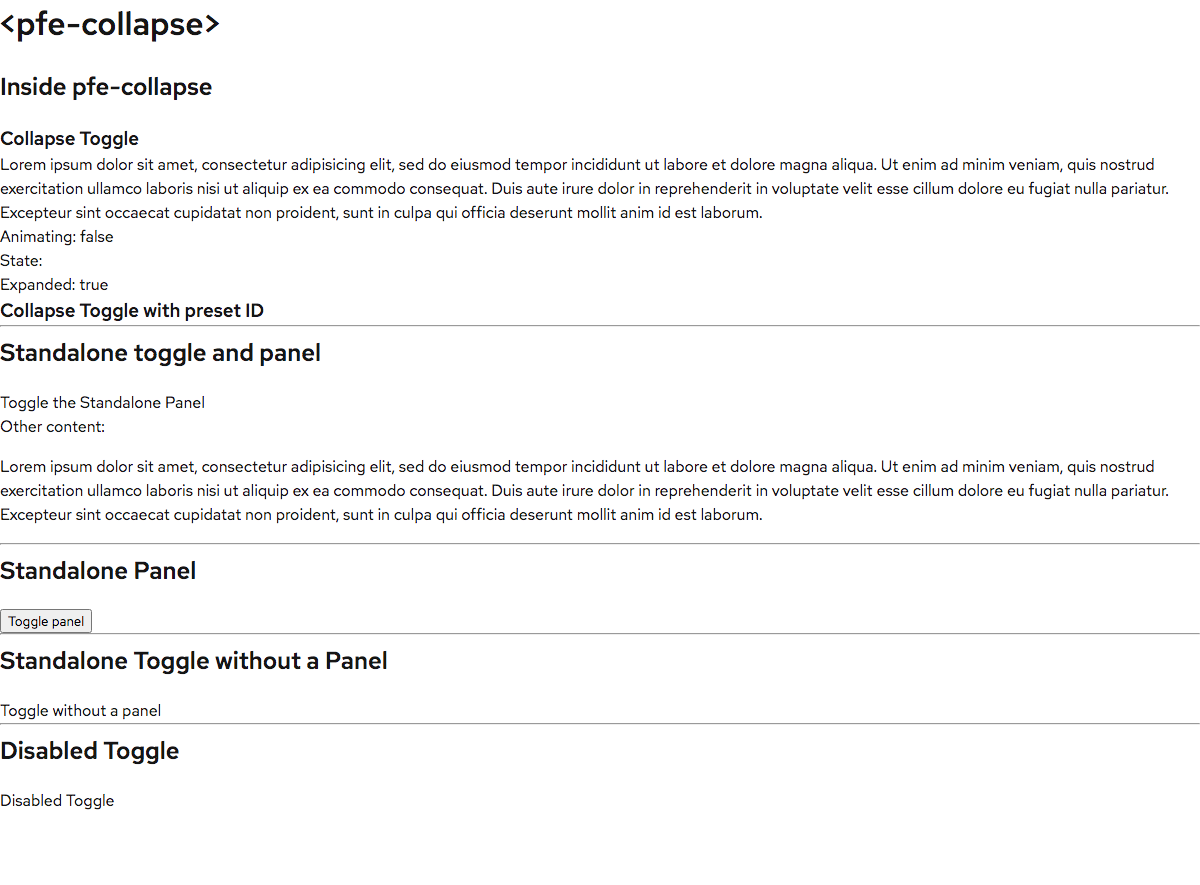 <pfe-collapse>
Inside pfe-collapse
Collapse Toggle
Lorem ipsum dolor sit amet, consectetur adipisicing elit, sed do eiusmod tempor incididunt ut labore et dolore magna aliqua. Ut enim ad minim veniam, quis nostrud
exercitation ullamco laboris nisi ut aliquip ex ea commodo consequat. Duis aute irure dolor in reprehenderit in voluptate velit esse cillum dolore eu fugiat nulla pariatur.
Excepteur sint occaecat cupidatat non proident, sunt in culpa qui officia deserunt mollit anim id est laborum.
Animating: false
State:
Expanded: true
Collapse Toggle with preset ID
Standalone toggle and panel
Toggle the Standalone Panel
Other content:
Lorem ipsum dolor sit amet, consectetur adipisicing elit, sed do eiusmod tempor incididunt ut labore et dolore magna aliqua. Ut enim ad minim veniam, quis nostrud
exercitation ullamco laboris nisi ut aliquip ex ea commodo consequat. Duis aute irure dolor in reprehenderit in voluptate velit esse cillum dolore eu fugiat nulla pariatur.
Excepteur sint occaecat cupidatat non proident, sunt in culpa qui officia deserunt mollit anim id est laborum.
Standalone Panel
Toggle panel
Standalone Toggle without a Panel
Toggle without a panel
Disabled Toggle
Disabled Toggle